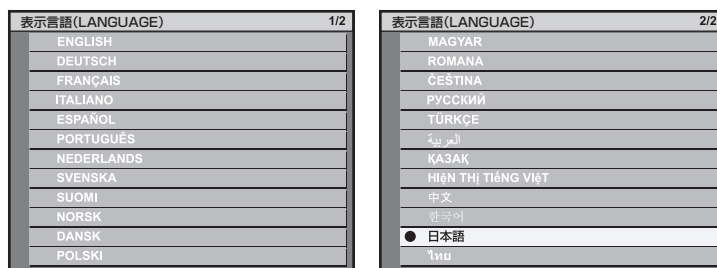 表示言語(LANGUAGE) 1/2
ENGLISH
DEUTSCH
FRANÇAIS
ITALIANO
ESPAÑOL
PORTUGUÊS
NEDERLANDS
SVENSKA
SUOMI
NORSK
DANSK
POLSKI
表示言語(LANGUAGE) 2/2
MAGYAR
ROMANA
ČEŠTINA
РУССКИЙ
TÜRKÇE
العربية
ҚАЗАҚ
HIệN THị TIếNG VIệT
中文
한국어
● 日本語
ไทย